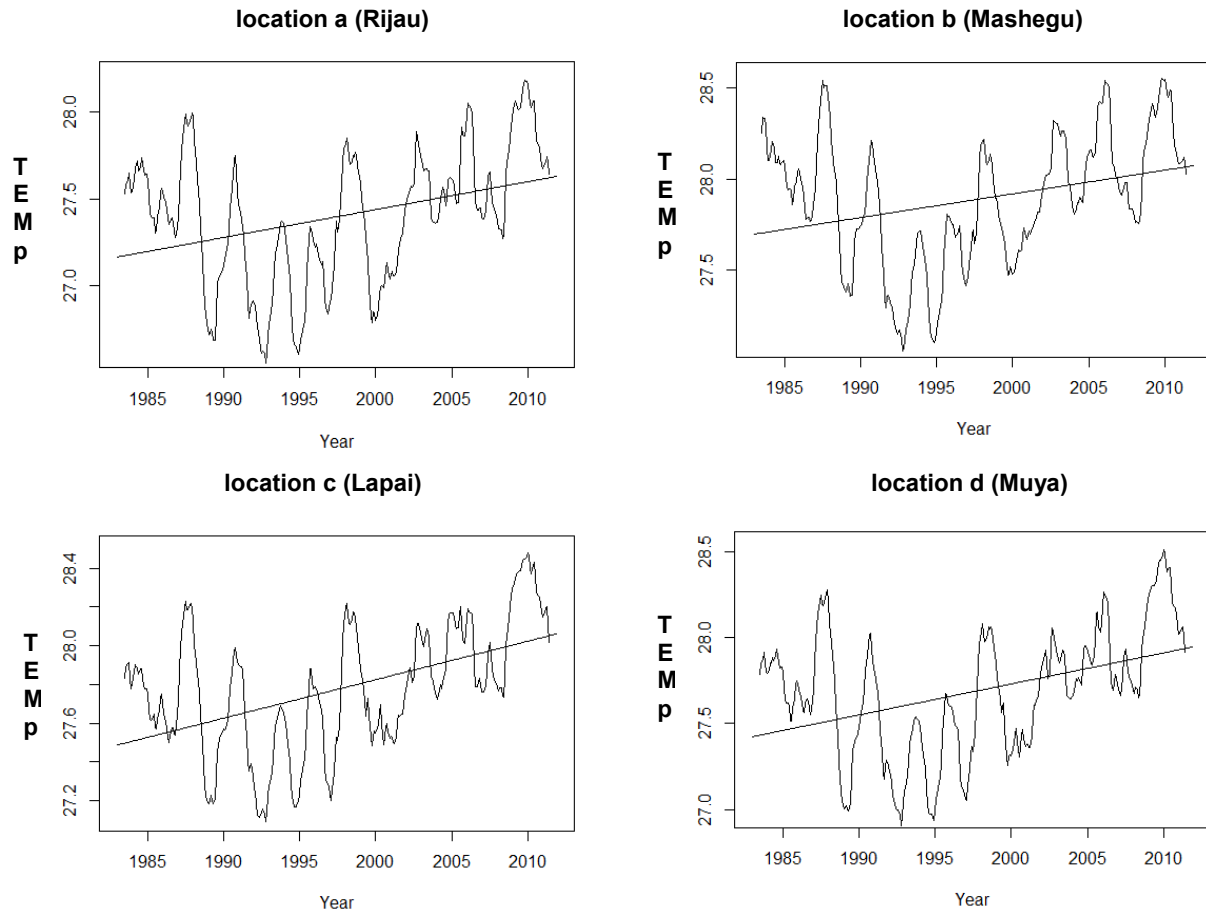 location a (Rijau)
T
E
M
p
28.0
27.5
27.0
1985 1990 1995 2000 2005 2010
Year
location b (Mashegu)
T
E
M
p
28.5
28.0
27.5
1985 1990 1995 2000 2005 2010
Year
location c (Lapai)
T
E
M
p
28.4
28.0
27.6
27.2
1985 1990 1995 2000 2005 2010
Year
location d (Muya)
T
E
M
p
28.5
28.0
27.5
27.0
1985 1990 1995 2000 2005 2010
Year